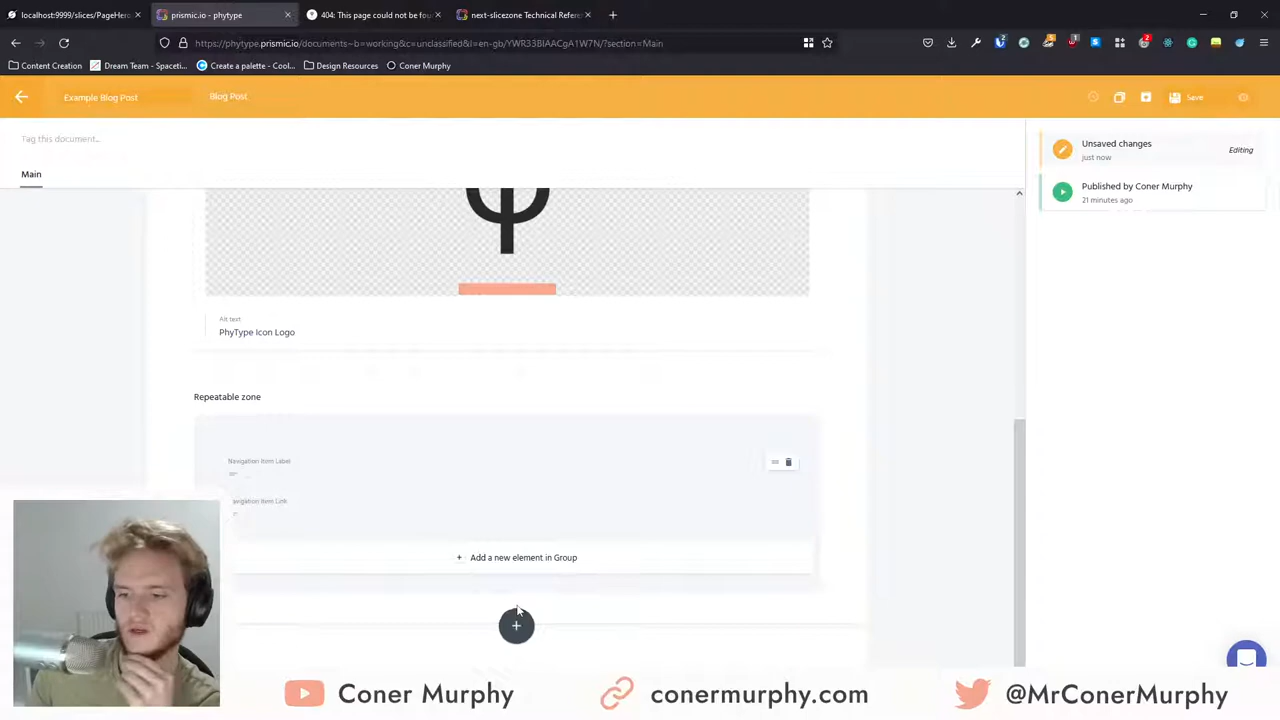 localhost:9999/slices/PageHero
prismic.io - phytype
404: This page could not be fou
next-slicezone Technical Refere
https://phytype.prismic.io/documents~b=working&c=unclassified&l=en-gb/YWR33BIAACgA1W7N/?section=Main
Content Creation
Dream Team - Spaceti...
Create a palette - Cool...
Design Resources
Coner Murphy
Example Blog Post
Blog Post
Save
Tag this document...
Main
Unsaved changes
just now
Editing
Published by Coner Murphy
21 minutes ago
φ
Alt text
PhyType Icon Logo
Repeatable zone
Navigation Item Label
Navigation Item Link
+ Add a new element in Group
+
Coner Murphy
conermurphy.com
@MrConerMurphy